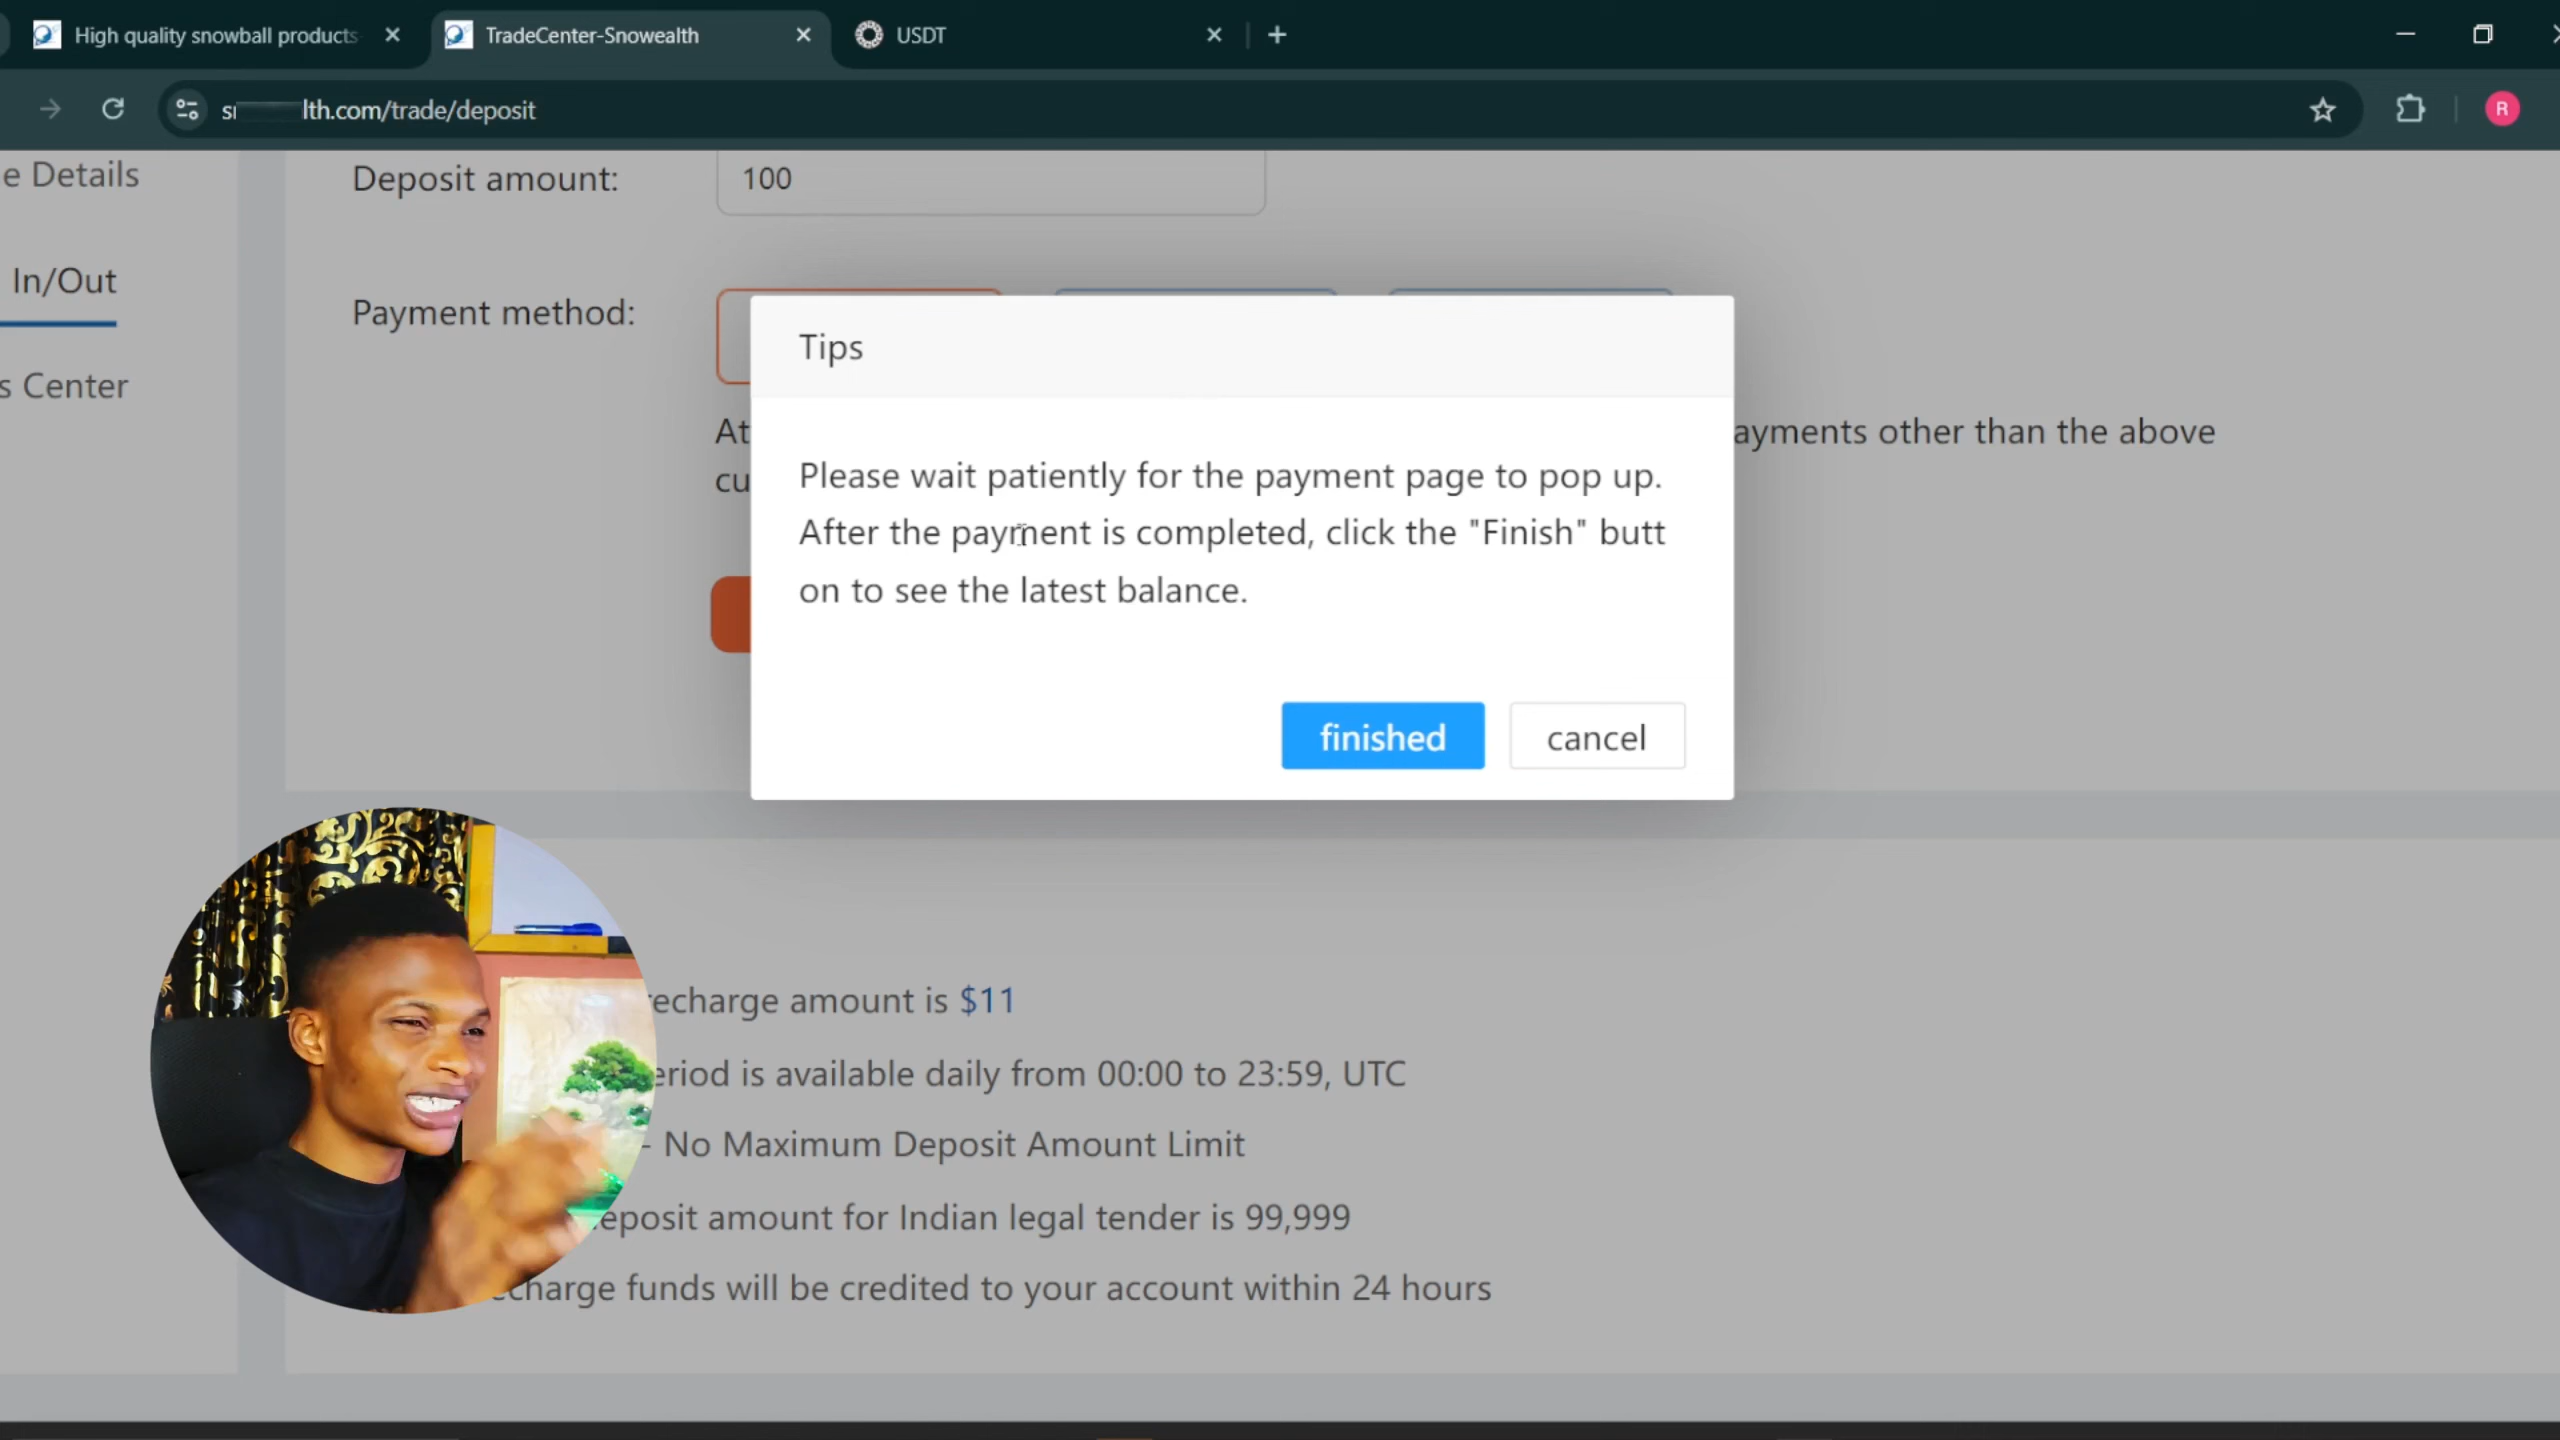 High quality snowball products
TradeCenter-Snowealth
USDT
lth.com/trade/deposit
R
e Details
Deposit amount:
100
In/Out
Payment method:
s Center
Tips
At
ayments other than the above
cu
Please wait patiently for the payment page to pop up.
After the payment is completed, click the "Finish" butt
on to see the latest balance.
finished
cancel
echarge amount is $11
eriod is available daily from 00:00 to 23:59, UTC
- No Maximum Deposit Amount Limit
eposit amount for Indian legal tender is 99,999
charge funds will be credited to your account within 24 hours